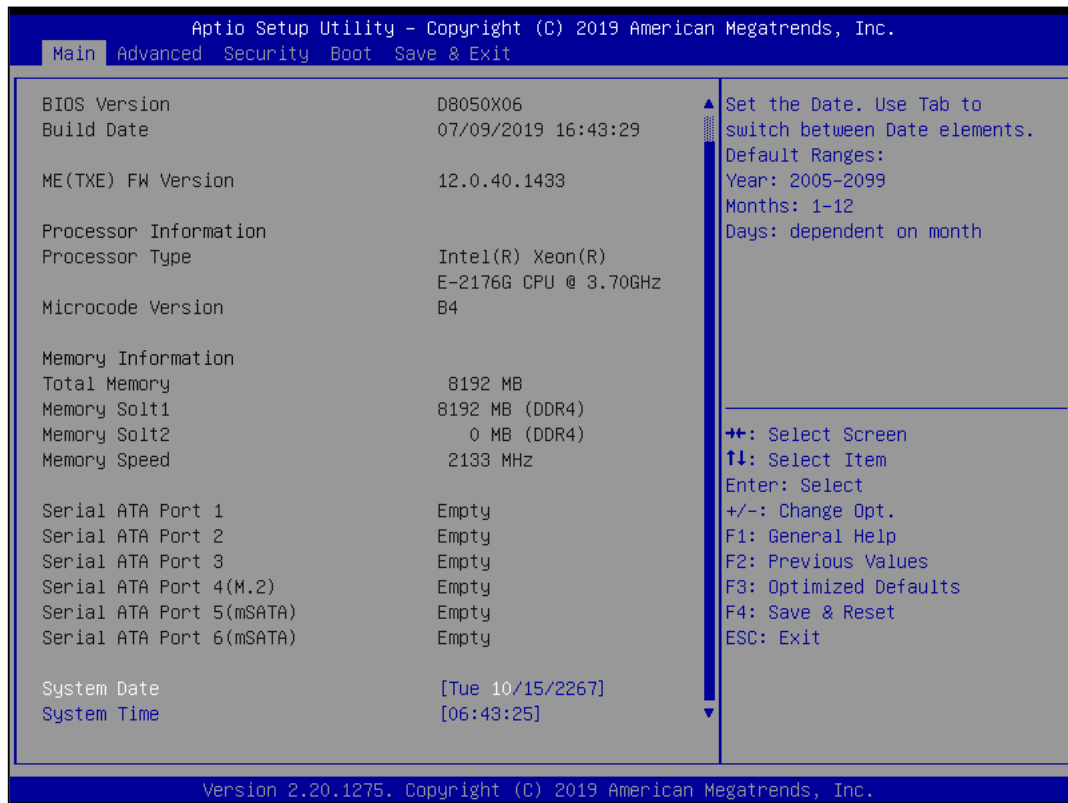 Aptio Setup Utility – Copyright (C) 2019 American Megatrends, Inc.
Main Advanced Security Boot Save & Exit
BIOS Version D8050X06
Build Date 07/09/2019 16:43:29
ME(TXE) FW Version 12.0.40.1433
Processor Information
Processor Type Intel(R) Xeon(R)
E-2176G CPU @ 3.70GHz
Microcode Version B4
Memory Information
Total Memory 8192 MB
Memory Solt1 8192 MB (DDR4)
Memory Solt2 0 MB (DDR4)
Memory Speed 2133 MHz
Serial ATA Port 1 Empty
Serial ATA Port 2 Empty
Serial ATA Port 3 Empty
Serial ATA Port 4(M.2) Empty
Serial ATA Port 5(mSATA) Empty
Serial ATA Port 6(mSATA) Empty
System Date [Tue 10/15/2267]
System Time [06:43:25]
Set the Date. Use Tab to
switch between Date elements.
Default Ranges:
Year: 2005-2099
Months: 1-12
Days: dependent on month
→←: Select Screen
↑↓: Select Item
Enter: Select
+/-: Change Opt.
F1: General Help
F2: Previous Values
F3: Optimized Defaults
F4: Save & Reset
ESC: Exit
Version 2.20.1275. Copyright (C) 2019 American Megatrends, Inc.